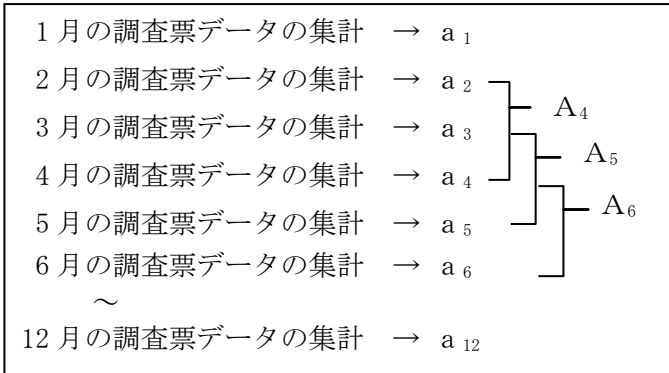 1月の調査票データの集計 → a₁
2月の調査票データの集計 → a₂
A₄
3月の調査票データの集計 → a₃
A₅
4月の調査票データの集計 → a₄
A₆
5月の調査票データの集計 → a₅
6月の調査票データの集計 → a₆
～
12月の調査票データの集計 → a₁₂